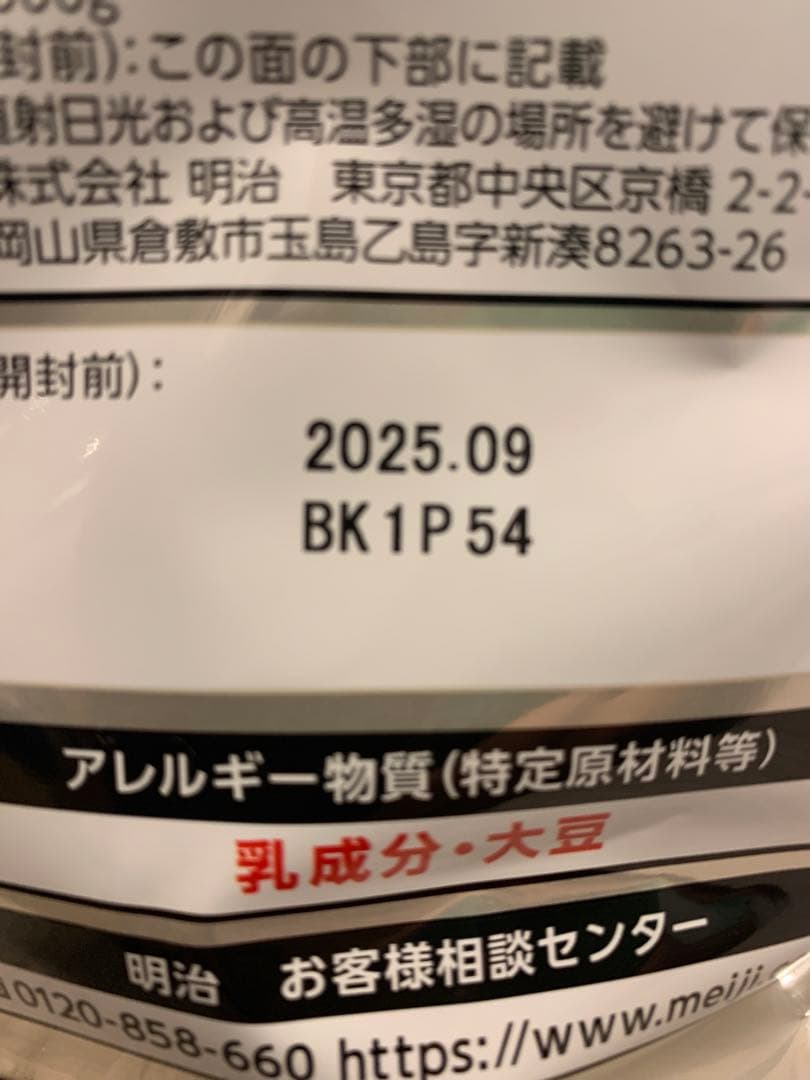 封前):この面の下部に記載
射日光および高温多湿の場所を避けて保
株式会社 明治 東京都中央区京橋 2-2
岡山県倉敷市玉島乙島字新湊8263-26
開封前):
2025.09
BK1P54
アレルギー物質(特定原材料等)
乳成分・大豆
明治 お客様相談センター
0120-858-660 https://www.meiji.